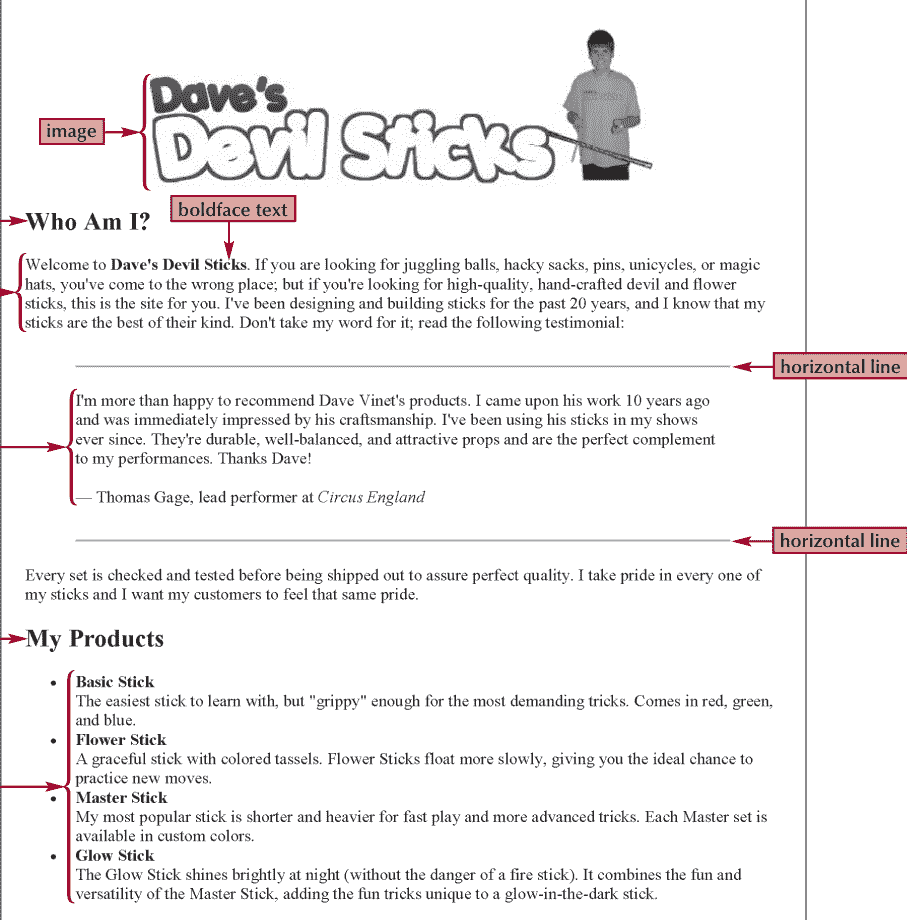 Dave's
Devil Sticks
image
boldface text
Who Am I?
Welcome to Dave's Devil Sticks. If you are looking for juggling balls, hacky sacks, pins, unicycles, or magic
hats, you've come to the wrong place; but if you're looking for high-quality, hand-crafted devil and flower
sticks, this is the site for you. I've been designing and building sticks for the past 20 years, and I know that my
sticks are the best of their kind. Don't take my word for it; read the following testimonial:
horizontal line
I'm more than happy to recommend Dave Vinet's products. I came upon his work 10 years ago
and was immediately impressed by his craftsmanship. I've been using his sticks in my shows
ever since. They're durable, well-balanced, and attractive props and are the perfect complement
to my performances. Thanks Dave!
— Thomas Gage, lead performer at Circus England
horizontal line
Every set is checked and tested before being shipped out to assure perfect quality. I take pride in every one of
my sticks and I want my customers to feel that same pride.
My Products
• Basic Stick
The easiest stick to learn with, but "grippy" enough for the most demanding tricks. Comes in red, green,
and blue.
• Flower Stick
A graceful stick with colored tassels. Flower Sticks float more slowly, giving you the ideal chance to
practice new moves.
• Master Stick
My most popular stick is shorter and heavier for fast play and more advanced tricks. Each Master set is
available in custom colors.
• Glow Stick
The Glow Stick shines brightly at night (without the danger of a fire stick). It combines the fun and
versatility of the Master Stick, adding the fun tricks unique to a glow-in-the-dark stick.